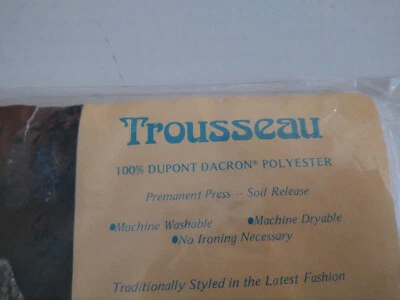 Trousseau
100% DUPONT DACRON® POLYESTER
Premanent Press – Soil Release
●Machine Washable ●Machine Dryable
●No Ironing Necessary
Traditionally Styled in the Latest Fashion